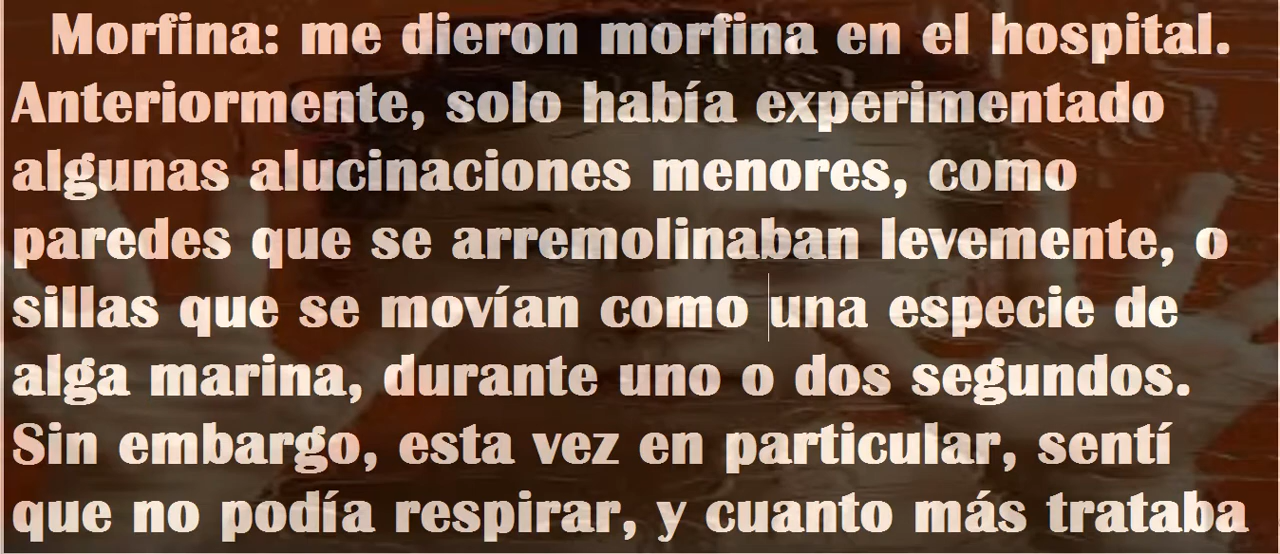 Morfina: me dieron morfina en el hospital.
Anteriormente, solo había experimentado
algunas alucinaciones menores, como
paredes que se arremolinaban levemente, o
sillas que se movían como una especie de
alga marina, durante uno o dos segundos.
Sin embargo, esta vez en particular, sentí
que no podía respirar, y cuanto más trataba